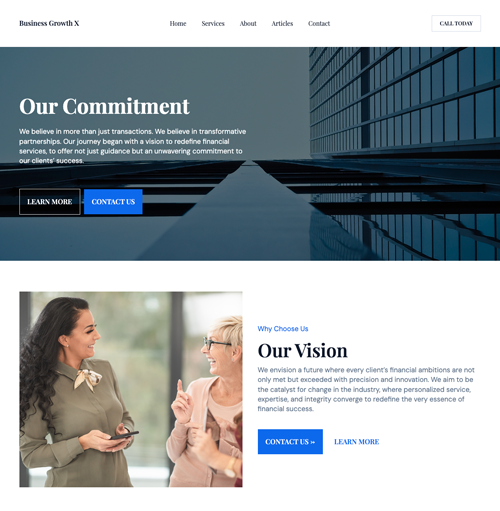 Business Growth X
Home Services About Articles Contact
CALL TODAY
Our Commitment
We believe in more than just transactions. We believe in transformative
partnerships. Our journey began with a vision to redefine financial
services, to offer not just guidance but an unwavering commitment to
our clients' success.
LEARN MORE CONTACT US
Why Choose Us
Our Vision
We envision a future where every client's financial ambitions are not
only met but exceeded with precision and innovation. We aim to be
the catalyst for change in the industry, where personalized service,
expertise, and integrity converge to redefine the very essence of
financial success.
CONTACT US »
LEARN MORE